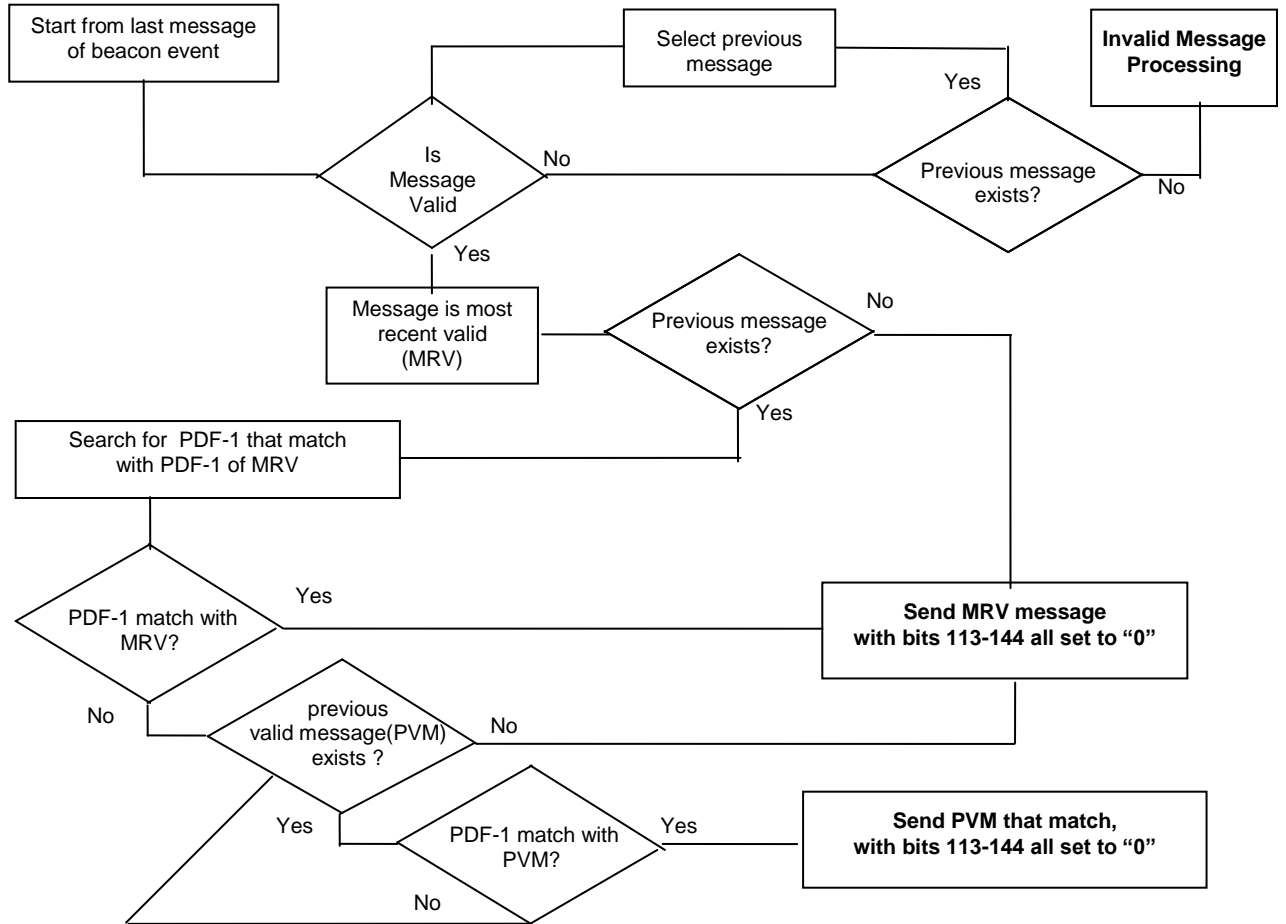 Start from last message
of beacon event
Select previous
message
Invalid Message
Processing
Yes
Is
Message
Valid
No
Previous message
exists?
No
Yes
Message is most
recent valid
(MRV)
Previous message
exists?
No
Yes
Search for PDF-1 that match
with PDF-1 of MRV
PDF-1 match with
MRV?
Yes
Send MRV message
with bits 113-144 all set to “0”
No
previous
valid message(PVM)
exists ?
No
Yes
PDF-1 match with
PVM?
Yes
Send PVM that match,
with bits 113-144 all set to “0”
No